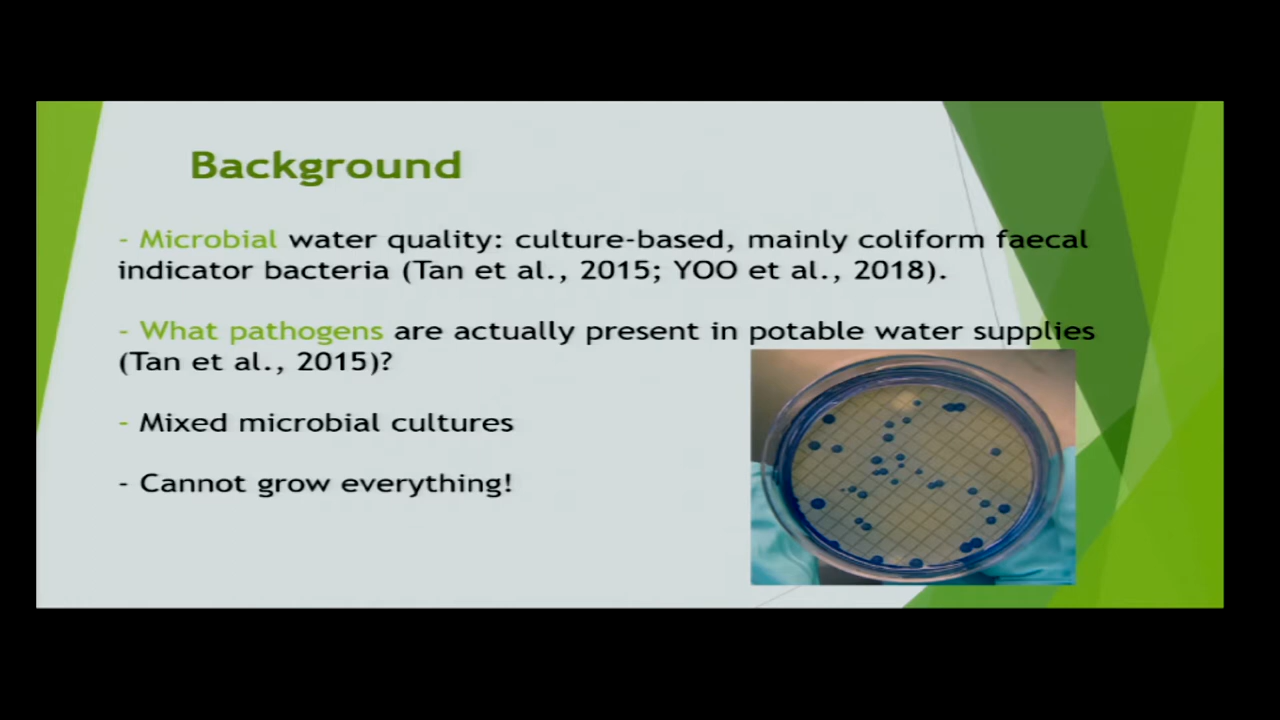 Background
- Microbial water quality: culture-based, mainly coliform faecal
indicator bacteria (Tan et al., 2015; YOO et al., 2018).
- What pathogens are actually present in potable water supplies
(Tan et al., 2015)?
- Mixed microbial cultures
- Cannot grow everything!